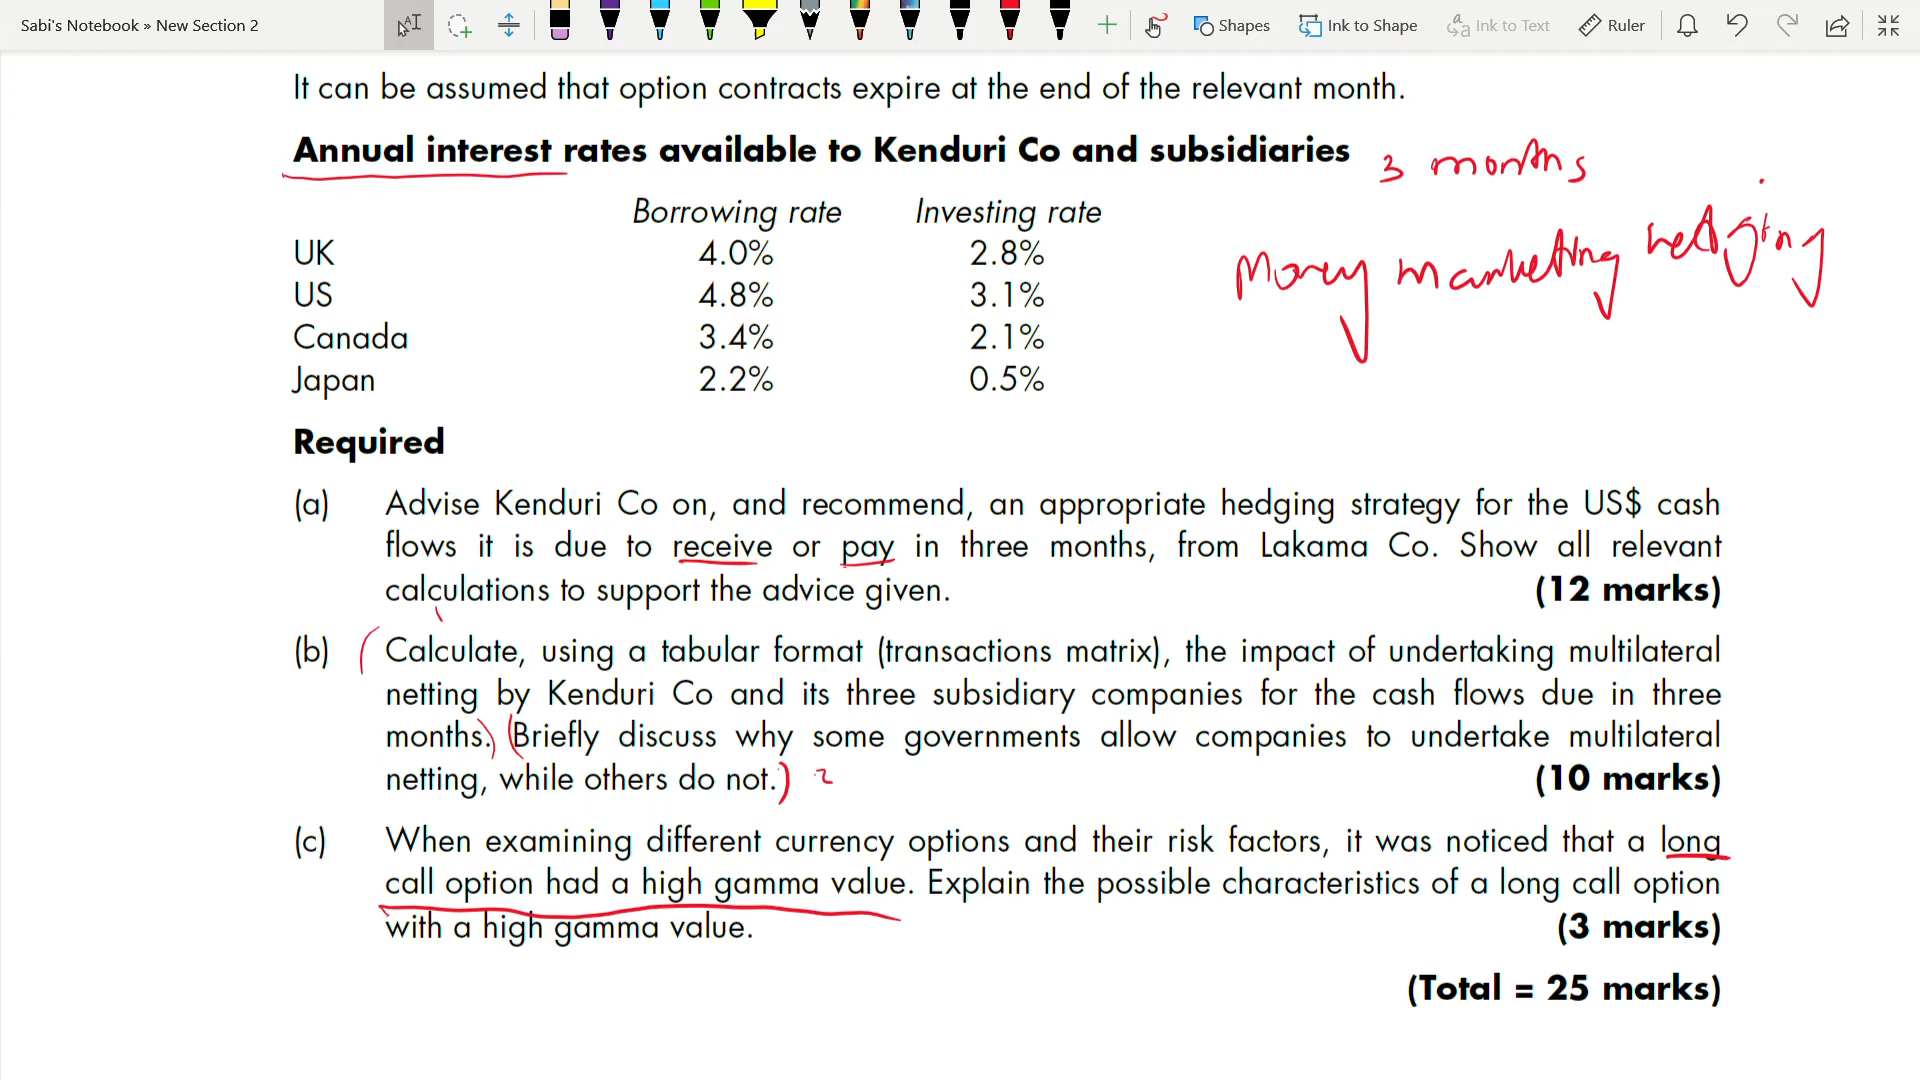 Sabi's Notebook » New Section 2
Shapes
Ink to Shape
Ink to Text
Ruler
It can be assumed that option contracts expire at the end of the relevant month.
Annual interest rates available to Kenduri Co and subsidiaries
3 months
Borrowing rate Investing rate
UK 4.0% 2.8%
US 4.8% 3.1%
Canada 3.4% 2.1%
Japan 2.2% 0.5%
Money marketing hedging
Required
(a) Advise Kenduri Co on, and recommend, an appropriate hedging strategy for the US$ cash
flows it is due to receive or pay in three months, from Lakama Co. Show all relevant
calculations to support the advice given. (12 marks)
(b) Calculate, using a tabular format (transactions matrix), the impact of undertaking multilateral
netting by Kenduri Co and its three subsidiary companies for the cash flows due in three
months. Briefly discuss why some governments allow companies to undertake multilateral
netting, while others do not. 2 (10 marks)
(c) When examining different currency options and their risk factors, it was noticed that a long
call option had a high gamma value. Explain the possible characteristics of a long call option
with a high gamma value. (3 marks)
(Total = 25 marks)